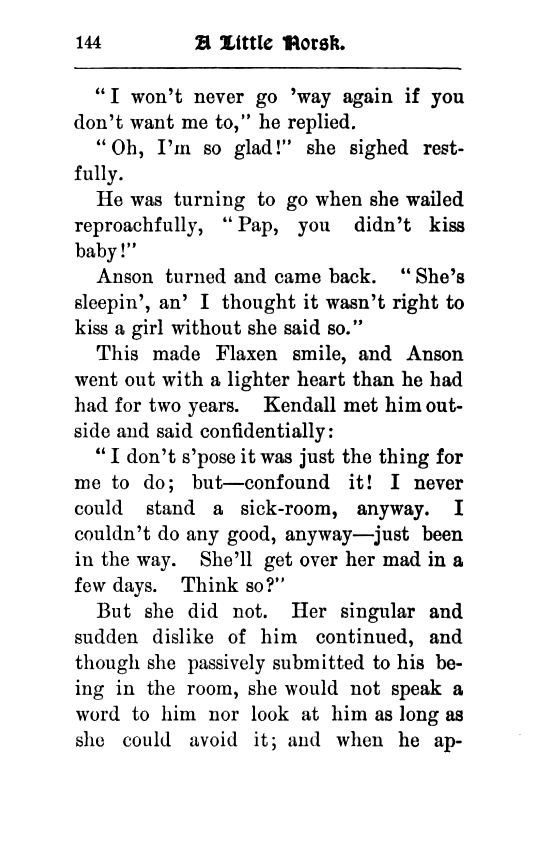 144 A Little Norsk.
“I won’t never go ’way again if you
don’t want me to,” he replied.
“Oh, I’m so glad!” she sighed rest-
fully.
He was turning to go when she wailed
reproachfully, “Pap, you didn’t kiss
baby!”
Anson turned and came back. “She’s
sleepin’, an’ I thought it wasn’t right to
kiss a girl without she said so.”
This made Flaxen smile, and Anson
went out with a lighter heart than he had
had for two years. Kendall met him out-
side and said confidentially:
“I don’t s’pose it was just the thing for
me to do; but—confound it! I never
could stand a sick-room, anyway. I
couldn’t do any good, anyway—just been
in the way. She’ll get over her mad in a
few days. Think so?”
But she did not. Her singular and
sudden dislike of him continued, and
though she passively submitted to his be-
ing in the room, she would not speak a
word to him nor look at him as long as
she could avoid it; and when he ap-